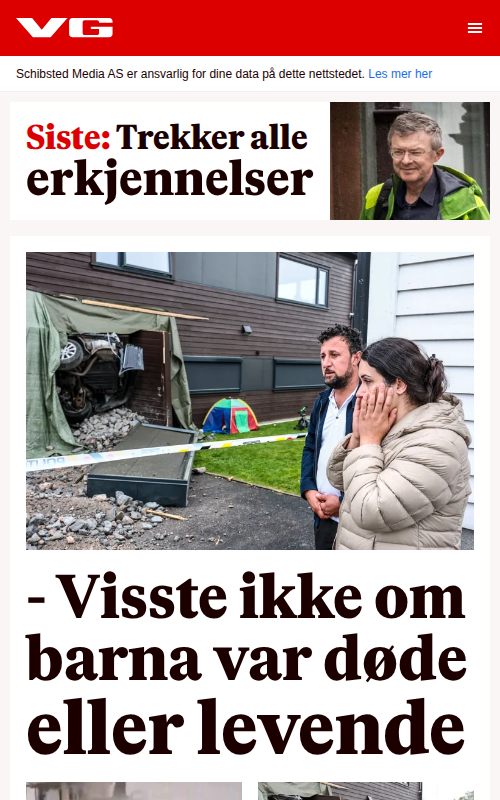 VG
Schibsted Media AS er ansvarlig for dine data på dette nettstedet. Les mer her
Siste: Trekker alle
erkjennelser
- Visste ikke om
barna var døde
eller levende